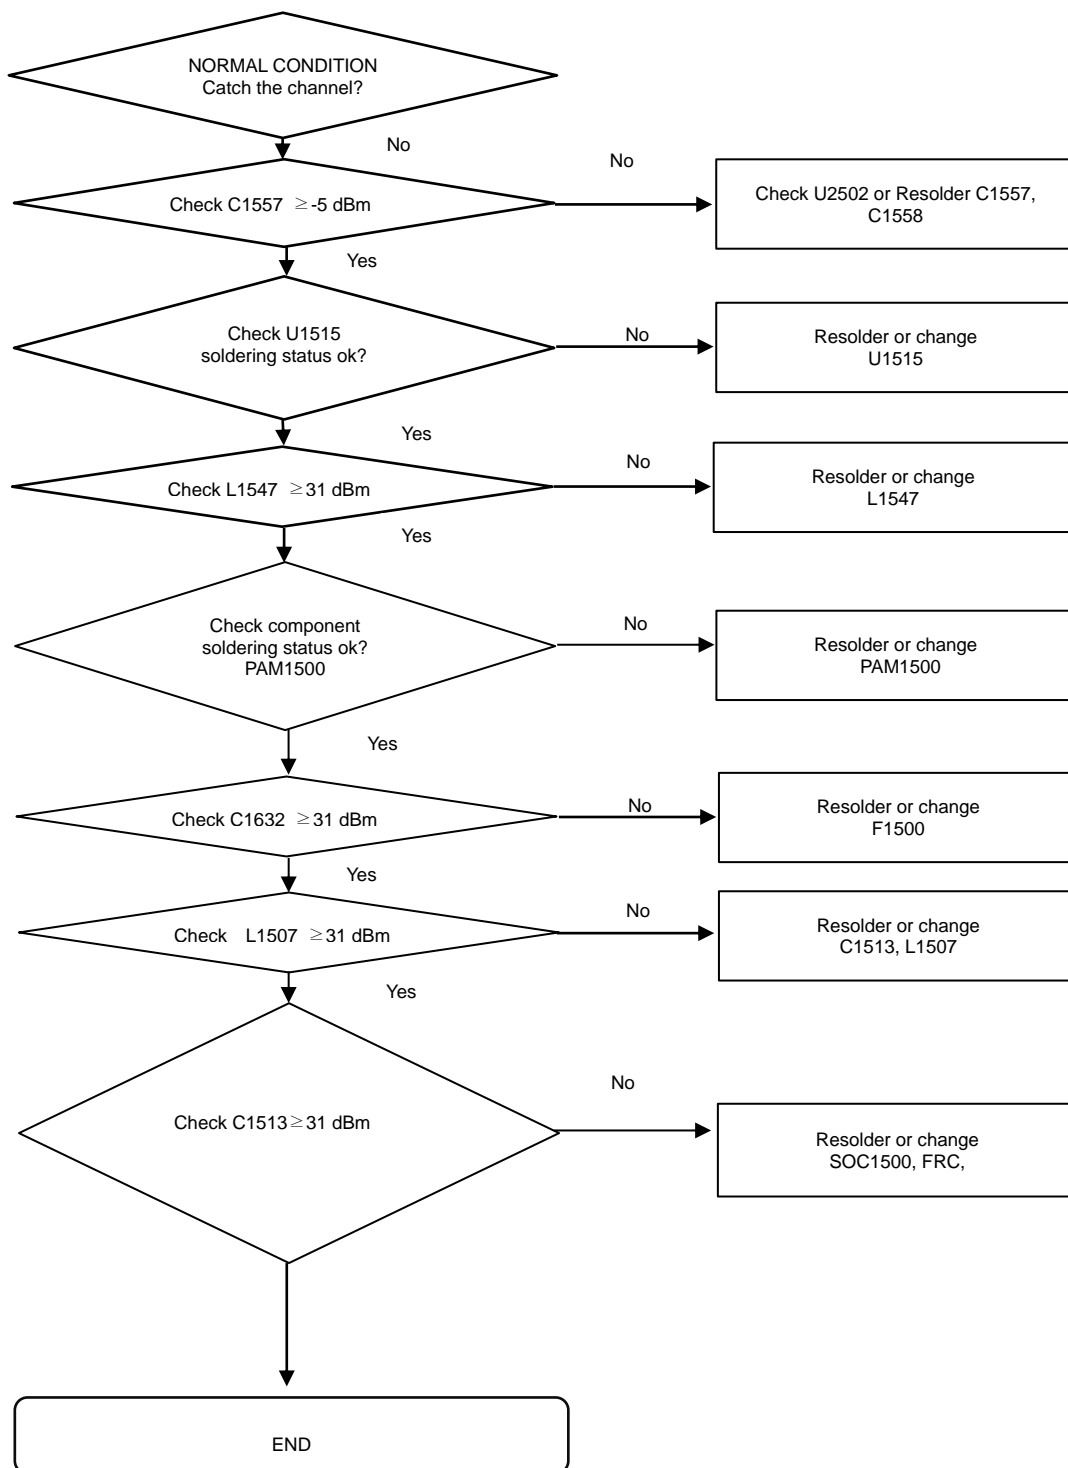 NORMAL CONDITION
Catch the channel?
No
No
Check C1557 ≥ -5 dBm
Check U2502 or Resolder C1557,
C1558
Yes
Check U1515
soldering status ok?
No
Resolder or change
U1515
Yes
Check L1547 ≥ 31 dBm
No
Resolder or change
L1547
Yes
Check component
soldering status ok?
PAM1500
No
Resolder or change
PAM1500
Yes
Check C1632 ≥ 31 dBm
No
Resolder or change
F1500
Yes
Check L1507 ≥ 31 dBm
No
Resolder or change
C1513, L1507
Yes
Check C1513 ≥ 31 dBm
No
Resolder or change
SOC1500, FRC,
END